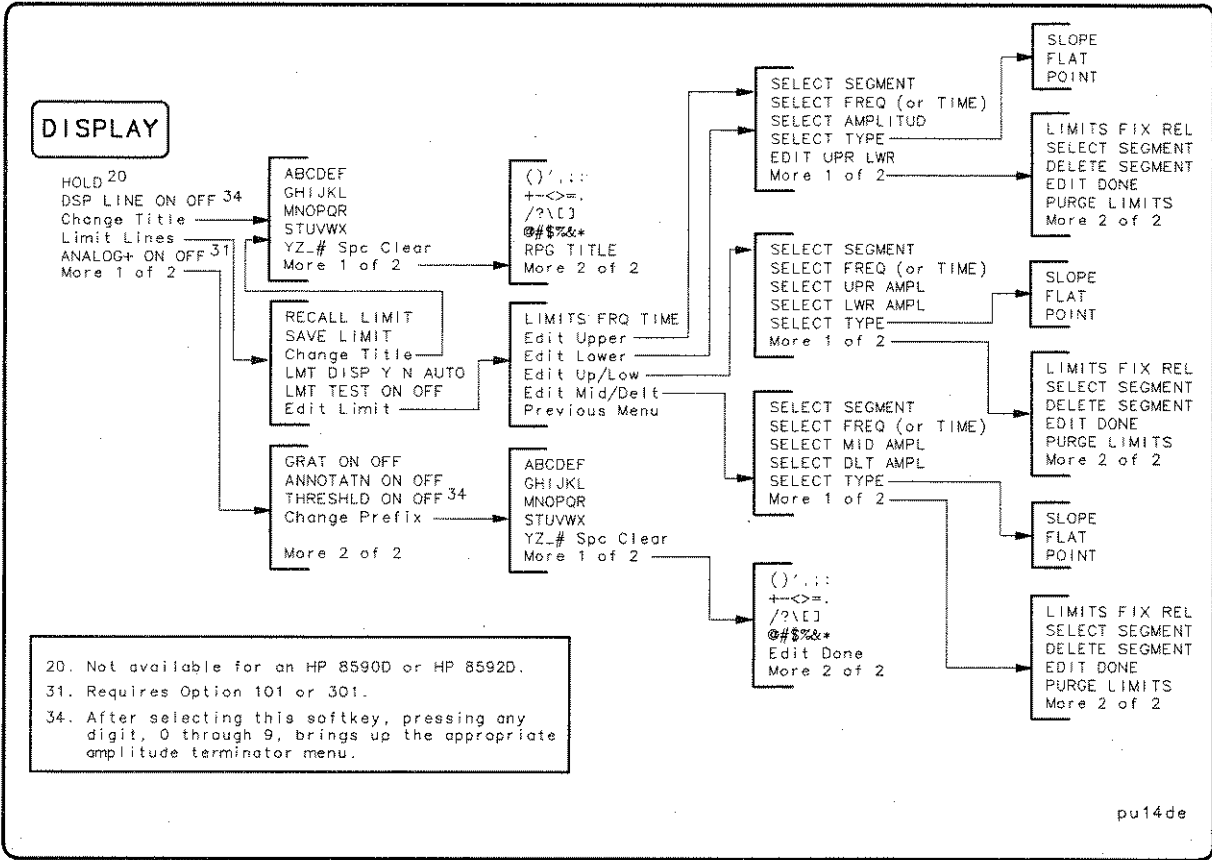 DISPLAY
HOLD 20
DSP LINE ON OFF 34
Change Title
Limit Lines
ANALOG+ ON OFF 31
More 1 of 2
ABCDEF
GHIJKL
MNOPQR
STUVWX
YZ_# Spc Clear
More 1 of 2
()',;:
+-<>=.
/?\[]
@#$%&*
RPG TITLE
More 2 of 2
RECALL LIMIT
SAVE LIMIT
Change Title
LMT DISP Y N AUTO
LMT TEST ON OFF
Edit Limit
LIMITS FRQ TIME
Edit Upper
Edit Lower
Edit Up/Low
Edit Mid/Delt
Previous Menu
GRAT ON OFF
ANNOTATN ON OFF
THRESHLD ON OFF 34
Change Prefix
More 2 of 2
ABCDEF
GHIJKL
MNOPQR
STUVWX
YZ_# Spc Clear
More 1 of 2
SELECT SEGMENT
SELECT FREQ (or TIME)
SELECT AMPLITUD
SELECT TYPE
EDIT UPR LWR
More 1 of 2
SLOPE
FLAT
POINT
LIMITS FIX REL
SELECT SEGMENT
DELETE SEGMENT
EDIT DONE
PURGE LIMITS
More 2 of 2
SELECT SEGMENT
SELECT FREQ (or TIME)
SELECT UPR AMPL
SELECT LWR AMPL
SELECT TYPE
More 1 of 2
SLOPE
FLAT
POINT
LIMITS FIX REL
SELECT SEGMENT
DELETE SEGMENT
EDIT DONE
PURGE LIMITS
More 2 of 2
SELECT SEGMENT
SELECT FREQ (or TIME)
SELECT MID AMPL
SELECT DLT AMPL
SELECT TYPE
More 1 of 2
SLOPE
FLAT
POINT
LIMITS FIX REL
SELECT SEGMENT
DELETE SEGMENT
EDIT DONE
PURGE LIMITS
More 2 of 2
()',;:
+-<>=.
/?\[]
@#$%&*
Edit Done
More 2 of 2
20. Not available for an HP 8590D or HP 8592D.
31. Requires Option 101 or 301.
34. After selecting this softkey, pressing any
digit, 0 through 9, brings up the appropriate
amplitude terminator menu.
pu14de